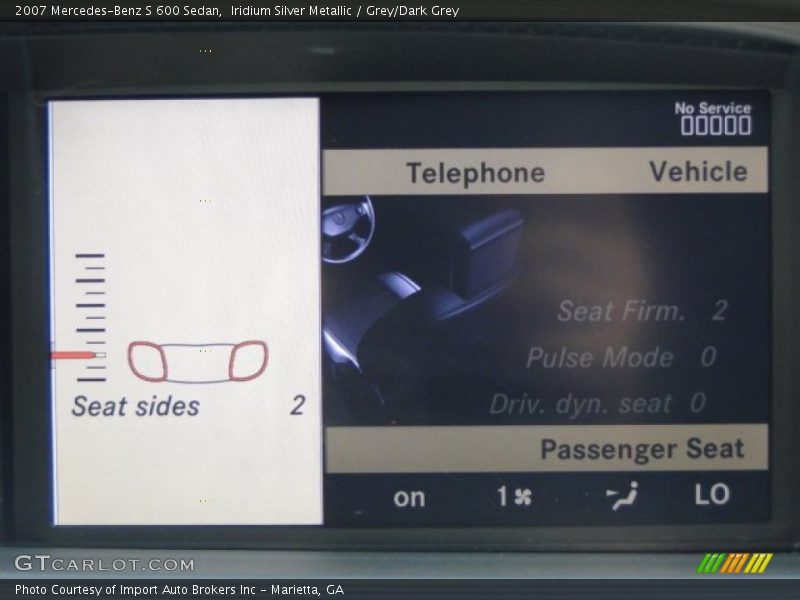 2007 Mercedes-Benz S 600 Sedan,  Iridium Silver Metallic / Grey/Dark Grey
No Service
Telephone Vehicle
Seat Firm. 2
Pulse Mode 0
Driv. dyn. seat 0
Seat sides 2
Passenger Seat
on 1 LO
GTCARLOT.COM
Photo Courtesy of Import Auto Brokers Inc - Marietta, GA